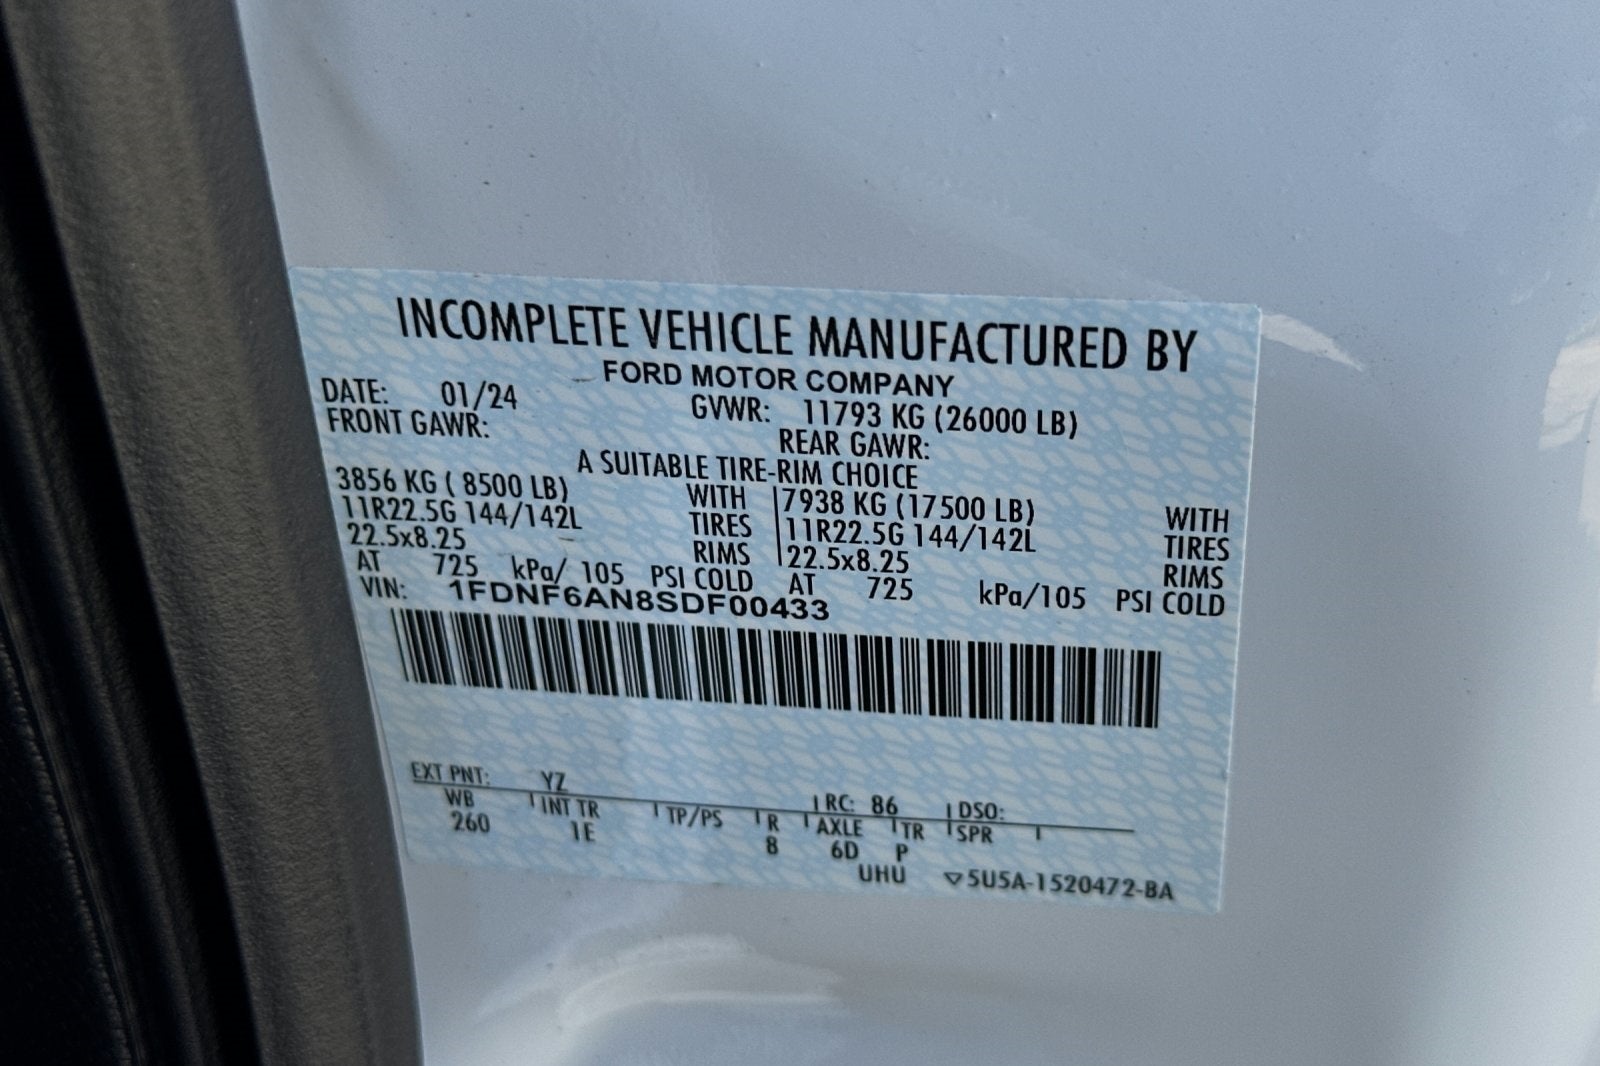 INCOMPLETE VEHICLE MANUFACTURED BY
FORD MOTOR COMPANY
DATE: 01/24 GVWR: 11793 KG (26000 LB)
FRONT GAWR: REAR GAWR:
A SUITABLE TIRE-RIM CHOICE
3856 KG ( 8500 LB) WITH 7938 KG (17500 LB) WITH
11R22.5G 144/142L TIRES 11R22.5G 144/142L TIRES
22.5x8.25 RIMS 22.5x8.25 RIMS
AT 725 kPa/ 105 PSI COLD AT 725 kPa/105 PSI COLD
VIN: 1FDNF6AN8SDF00433
EXT PNT: YZ RC: 86 DSO:
WB INT TR TP/PS R AXLE TR SPR
260 1E 8 6D P
UHU ▽5U5A-1520472-BA